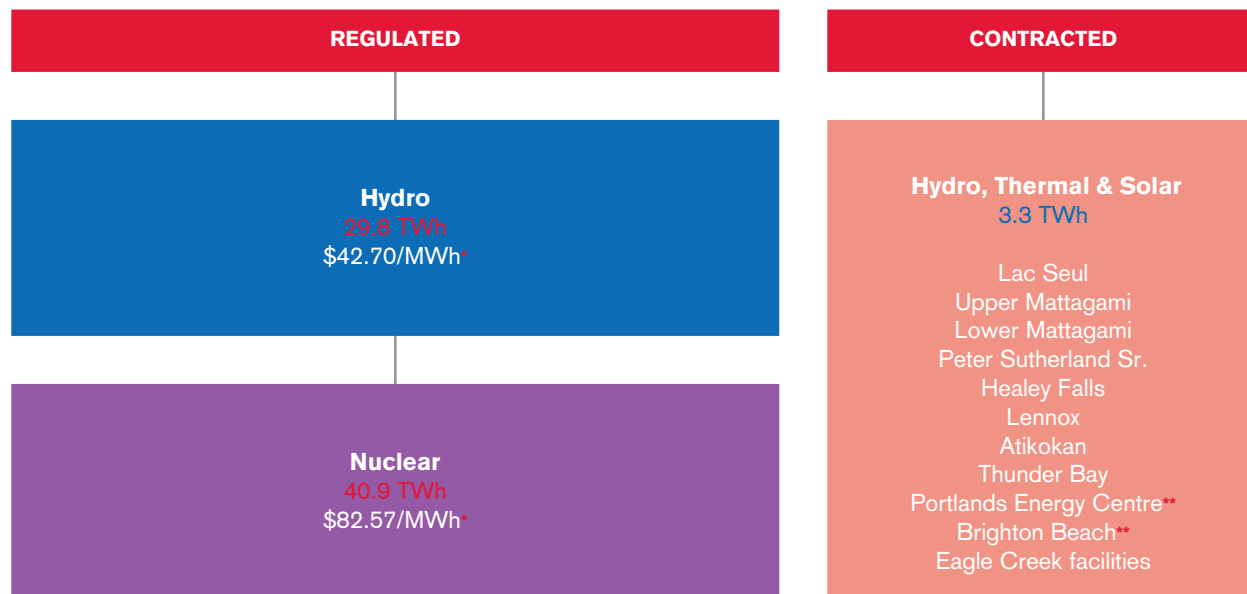 REGULATED
Hydro
29.8 TWh
$42.70/MWh*
Nuclear
40.9 TWh
$82.57/MWh*
CONTRACTED
Hydro, Thermal & Solar
3.3 TWh
Lac Seul
Upper Mattagami
Lower Mattagami
Peter Sutherland Sr.
Healey Falls
Lennox
Atikokan
Thunder Bay
Portlands Energy Centre**
Brighton Beach**
Eagle Creek facilities